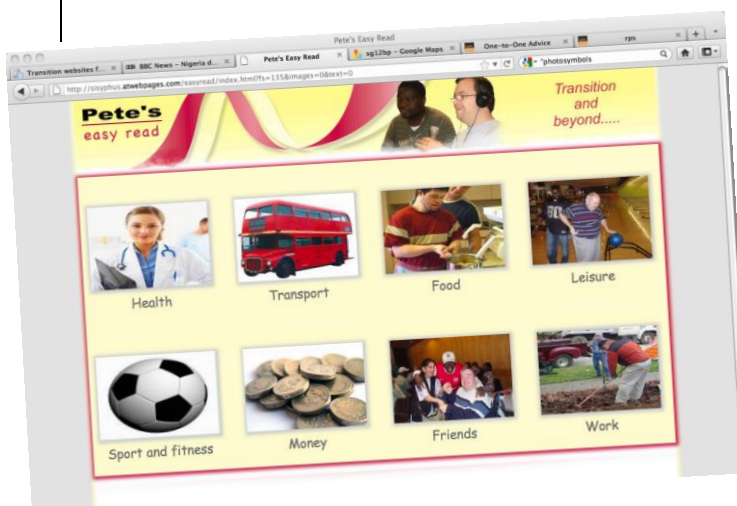 Pete's Easy Read
Transition websites f...
BBC News – Nigeria d...
Pete's Easy Read
sg12bp – Google Maps
One-to-One Advice
rps
http://sisyphus.atwebpages.com/easyread/index.html?fs=135&images=0&text=0
"photosymbols
Pete's
easy read
Transition
and
beyond.....
Health
Transport
Food
Leisure
Sport and fitness
Money
Friends
Work